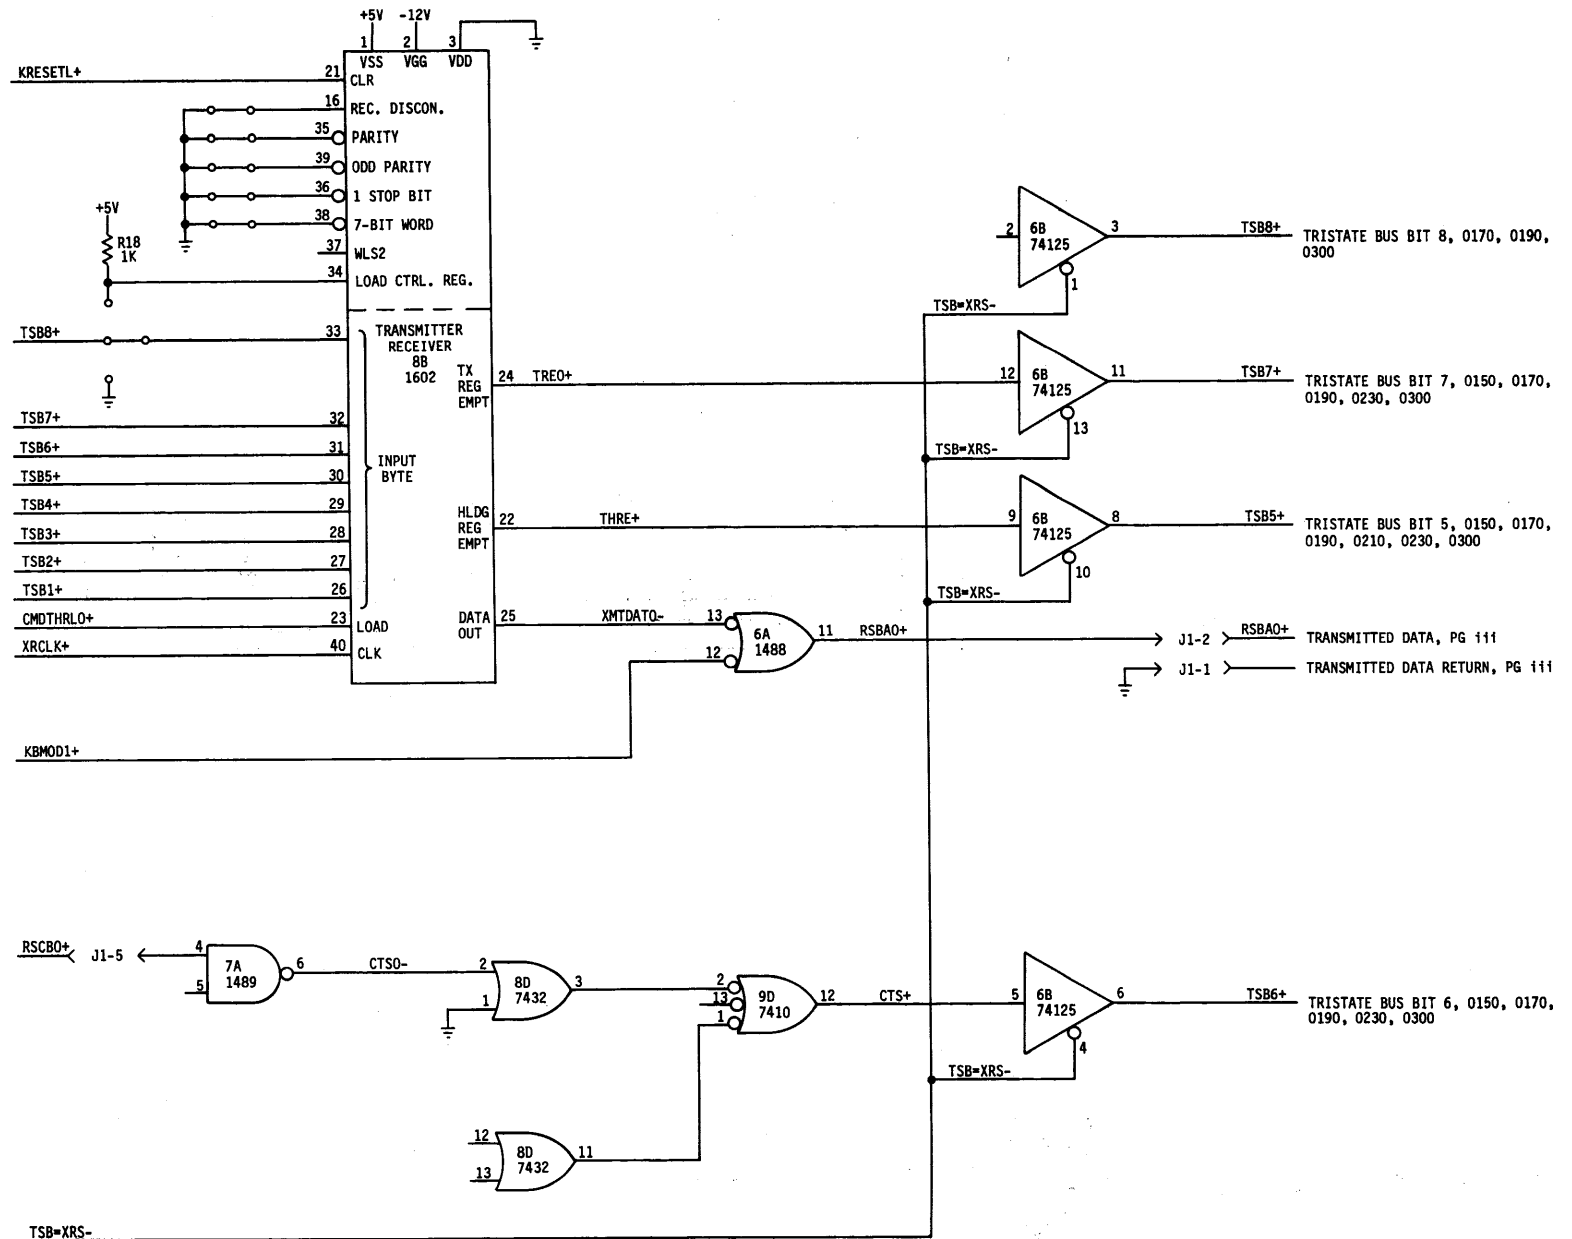 +5V -12V
1 2 3
VSS VGG VDD
KRESETL+ 21 CLR
16 REC. DISCON.
35 PARITY
39 ODD PARITY
36 1 STOP BIT
38 7-BIT WORD
37 WLS2
34 LOAD CTRL. REG.
+5V
R18
1K
TSB8+ 33
TRANSMITTER
RECEIVER
8B
1602
TX
REG
EMPT
24 TREO+
TSB7+ 32
TSB6+ 31
TSB5+ 30
TSB4+ 29
TSB3+ 28
TSB2+ 27
TSB1+ 26
INPUT
BYTE
HLDG
REG
EMPT
22 THRE+
CMDTHRLO+ 23 LOAD
XRCLK+ 40 CLK
DATA
OUT
25 XMTDATO-
13
12
6A
1488
11 RSBAO+
J1-2 RSBAO+ TRANSMITTED DATA, PG iii
J1-1 TRANSMITTED DATA RETURN, PG iii
KBMOD1+
2 6B
74125
3 TSB8+ TRISTATE BUS BIT 8, 0170, 0190,
0300
1
TSB=XRS-
12 6B
74125
11 TSB7+ TRISTATE BUS BIT 7, 0150, 0170,
0190, 0230, 0300
13
TSB=XRS-
9 6B
74125
8 TSB5+ TRISTATE BUS BIT 5, 0150, 0170,
0190, 0210, 0230, 0300
10
TSB=XRS-
RSCBO+ J1-5 4
5
7A
1489
6 CTSO- 2
1
8D
7432
3
2
13
1
9D
7410
12 CTS+ 5
6B
74125
6 TSB6+ TRISTATE BUS BIT 6, 0150, 0170,
0190, 0230, 0300
4
TSB=XRS-
12
13
8D
7432
11
TSB=XRS-